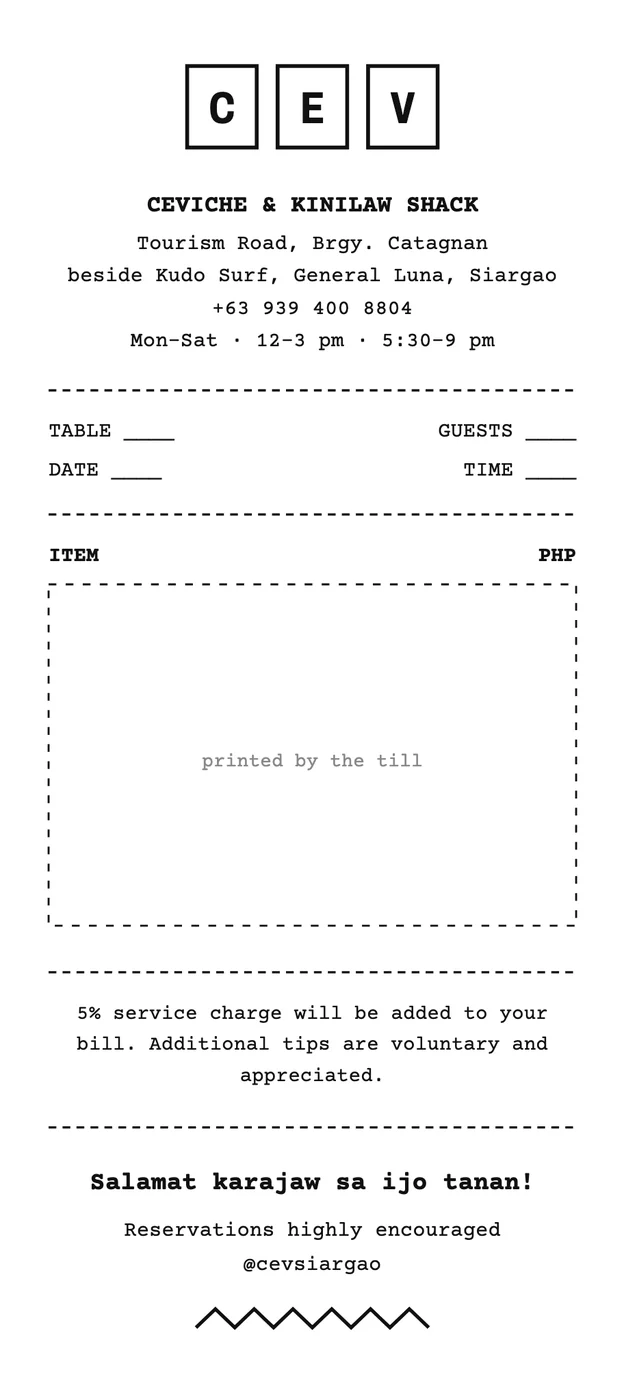 C E V
CEVICHE & KINILAW SHACK
Tourism Road, Brgy. Catagnan
beside Kudo Surf, General Luna, Siargao
+63 939 400 8804
Mon–Sat · 12–3 pm · 5:30–9 pm
TABLE ____ GUESTS ____
DATE ____ TIME ____
ITEM PHP
printed by the till
5% service charge will be added to your
bill. Additional tips are voluntary and
appreciated.
Salamat karajaw sa ijo tanan!
Reservations highly encouraged
@cevsiargao